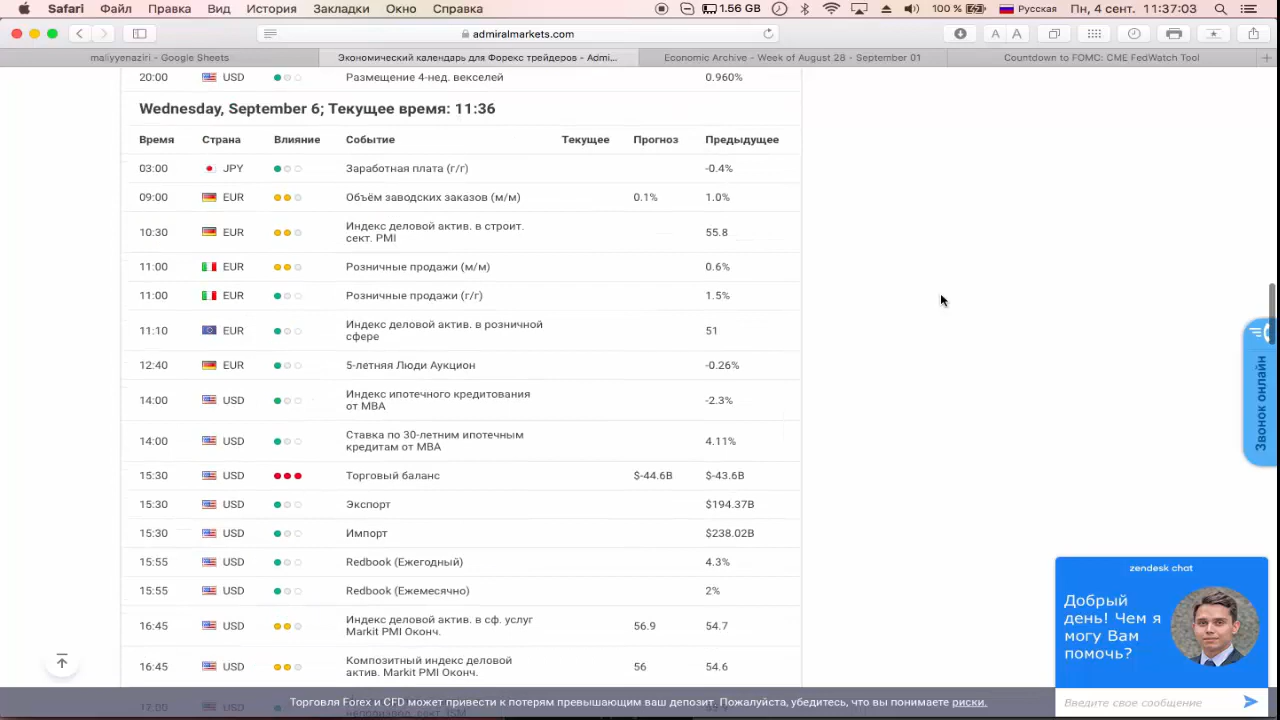 Safari Файл Правка Вид История Закладки Окно Справка 1.56 GB 100 % Русская Пн, 4 сент. 11:37:03
admiralmarkets.com
maliyyenaziri - Google Sheets Экономический календарь для Форекс трейдеров - Admi... Economic Archive - Week of August 28 - September 01 Countdown to FOMC: CME FedWatch Tool
20:00 USD Размещение 4-нед. векселей 0.960%
Wednesday, September 6; Текущее время: 11:36
Время Страна Влияние Событие Текущее Прогноз Предыдущее
03:00 JPY Заработная плата (г/г) -0.4%
09:00 EUR Объём заводских заказов (м/м) 0.1% 1.0%
10:30 EUR Индекс деловой актив. в строит.
сект. PMI 55.8
11:00 EUR Розничные продажи (м/м) 0.6%
11:00 EUR Розничные продажи (г/г) 1.5%
11:10 EUR Индекс деловой актив. в розничной
сфере 51
12:40 EUR 5-летняя Люди Аукцион -0.26%
14:00 USD Индекс ипотечного кредитования
от MBA -2.3%
14:00 USD Ставка по 30-летним ипотечным
кредитам от MBA 4.11%
15:30 USD Торговый баланс $-44.6B $-43.6B
15:30 USD Экспорт $194.37B
15:30 USD Импорт $238.02B
15:55 USD Redbook (Ежегодный) 4.3%
15:55 USD Redbook (Ежемесячно) 2%
16:45 USD Индекс деловой актив. в сф. услуг
Markit PMI Оконч. 56.9 54.7
16:45 USD Композитный индекс деловой
актив. Markit PMI Оконч. 56 54.6
Звонок онлайн
zendesk chat
Добрый
день! Чем я
могу Вам
помочь?
Введите свое сообщение
Торговля Forex и CFD может привести к потерям превышающим ваш депозит. Пожалуйста, убедитесь, что вы понимаете риски.